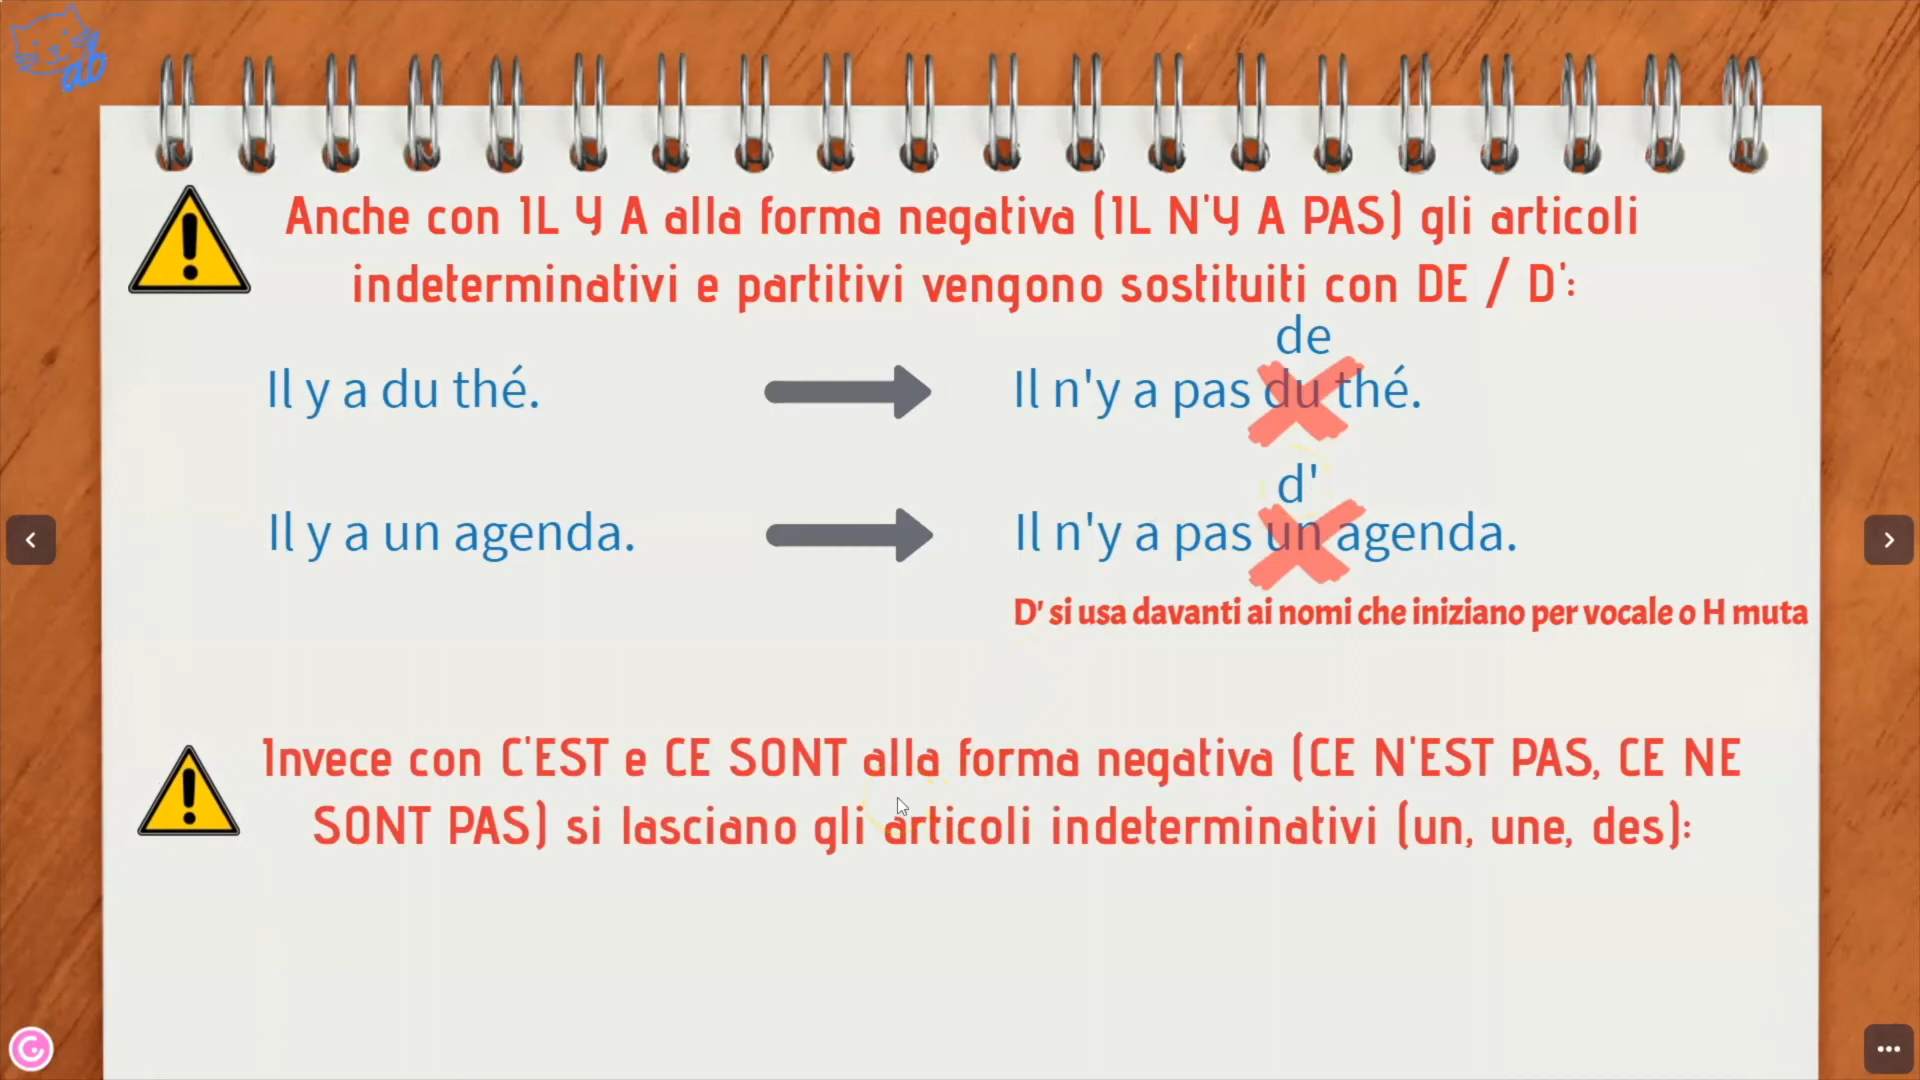 ab
Anche con IL Y A alla forma negativa (IL N'Y A PAS) gli articoli
indeterminativi e partitivi vengono sostituiti con DE / D':
de
Il y a du thé. Il n'y a pas du thé.
d'
Il y a un agenda. Il n'y a pas un agenda.
D' si usa davanti ai nomi che iniziano per vocale o H muta
Invece con C'EST e CE SONT alla forma negativa (CE N'EST PAS, CE NE
SONT PAS) si lasciano gli articoli indeterminativi (un, une, des):